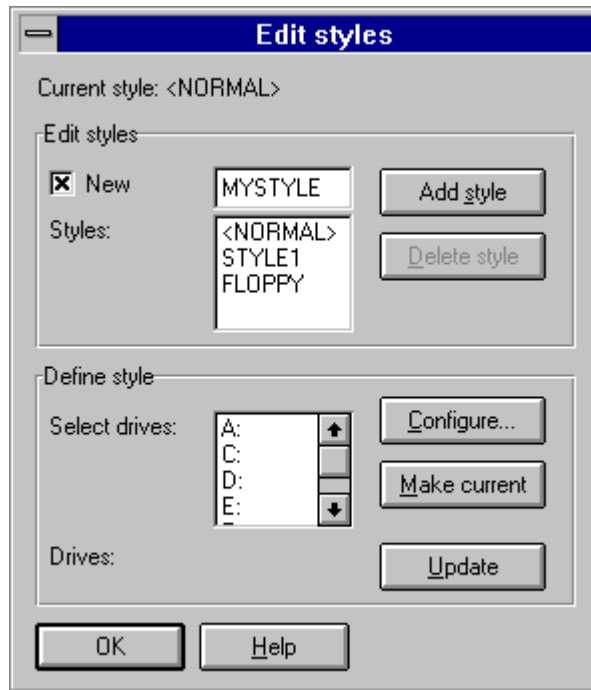 Edit styles
Current style: <NORMAL>
Edit styles
New
MYSTYLE
Add style
Styles:
<NORMAL>
STYLE1
FLOPPY
Delete style
Define style
Select drives:
A:
C:
D:
E:
Configure...
Make current
Drives:
Update
OK
Help